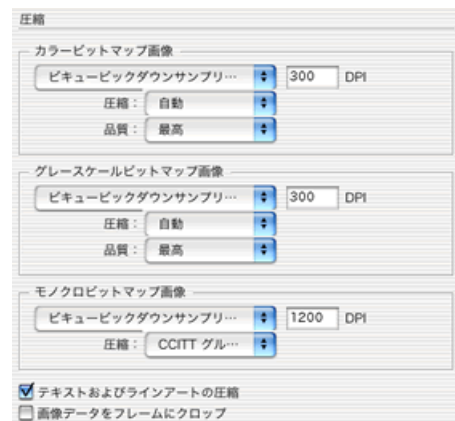 圧縮
カラービットマップ画像
ビキュービックダウンサンプリ… 300 DPI
圧縮： 自動
品質： 最高
グレースケールビットマップ画像
ビキュービックダウンサンプリ… 300 DPI
圧縮： 自動
品質： 最高
モノクロビットマップ画像
ビキュービックダウンサンプリ… 1200 DPI
圧縮： CCITT グル…
テキストおよびラインアートの圧縮
画像データをフレームにクロップ